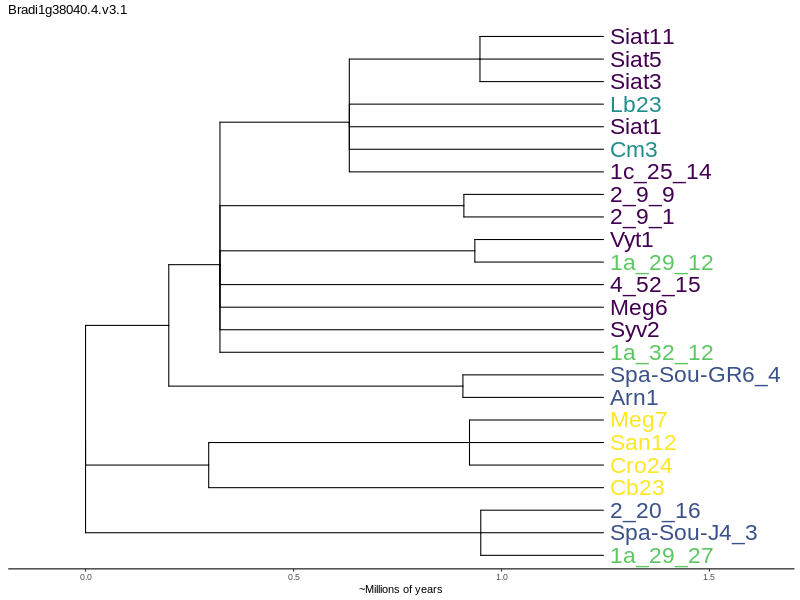 Bradi1g38040.4.v3.1
Siat11
Siat5
Siat3
Lb23
Siat1
Cm3
1c_25_14
2_9_9
2_9_1
Vyt1
1a_29_12
4_52_15
Meg6
Syv2
1a_32_12
Spa-Sou-GR6_4
Arn1
Meg7
San12
Cro24
Cb23
2_20_16
Spa-Sou-J4_3
1a_29_27
0.0 0.5 1.0 1.5
~Millions of years